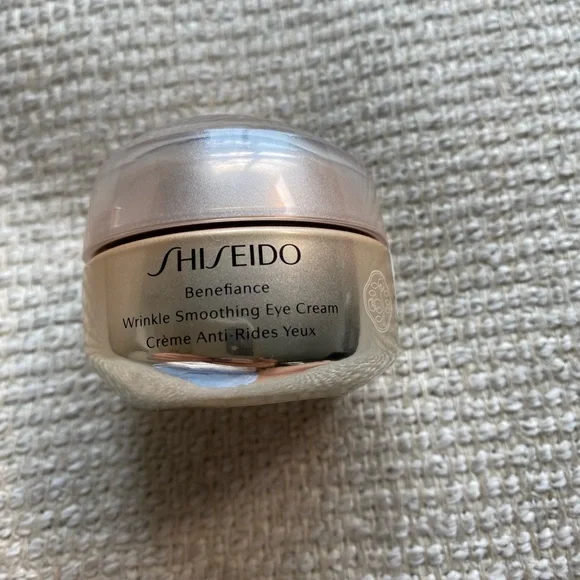 SHISEIDO
Benefiance
Wrinkle Smoothing Eye Cream
Crème Anti-Rides Yeux